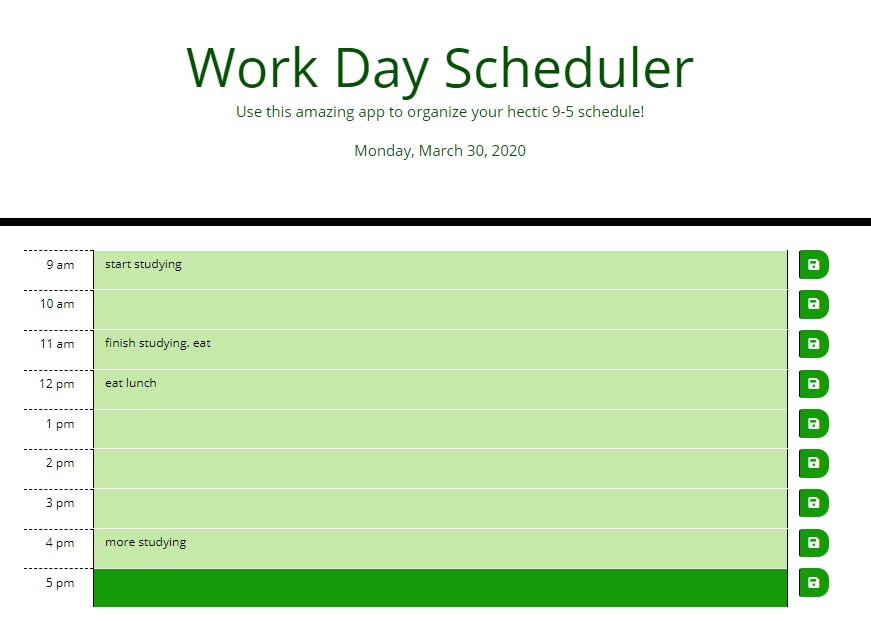 Work Day Scheduler
Use this amazing app to organize your hectic 9-5 schedule!
Monday, March 30, 2020
9 am start studying
10 am
11 am finish studying. eat
12 pm eat lunch
1 pm
2 pm
3 pm
4 pm more studying
5 pm